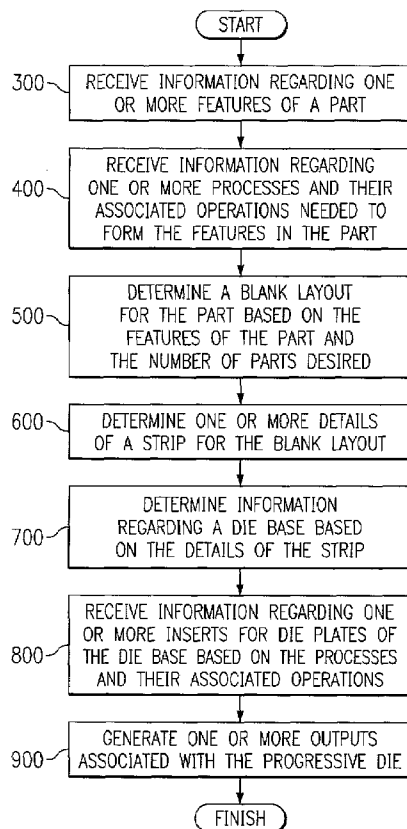 START
300
RECEIVE INFORMATION REGARDING ONE
OR MORE FEATURES OF A PART
400
RECEIVE INFORMATION REGARDING
ONE OR MORE PROCESSES AND THEIR
ASSOCIATED OPERATIONS NEEDED TO
FORM THE FEATURES IN THE PART
500
DETERMINE A BLANK LAYOUT
FOR THE PART BASED ON THE
FEATURES OF THE PART AND
THE NUMBER OF PARTS DESIRED
600
DETERMINE ONE OR MORE DETAILS
OF A STRIP FOR THE BLANK LAYOUT
700
DETERMINE INFORMATION
REGARDING A DIE BASE BASED
ON THE DETAILS OF THE STRIP
800
RECEIVE INFORMATION REGARDING ONE
OR MORE INSERTS FOR DIE PLATES OF
THE DIE BASE BASED ON THE PROCESSES
AND THEIR ASSOCIATED OPERATIONS
900
GENERATE ONE OR MORE OUTPUTS
ASSOCIATED WITH THE PROGRESSIVE DIE
FINISH